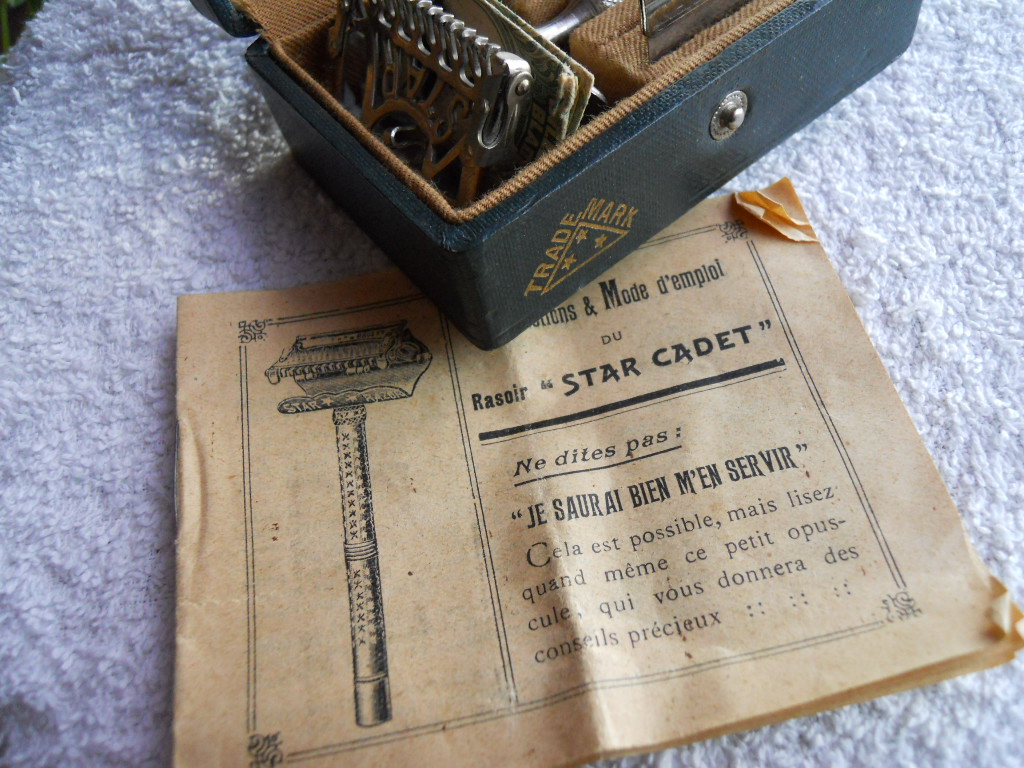 TRADE MARK
& Mode d'emploi
DU
Rasoir "STAR CADET"
Ne dites pas :
"JE SAURAI BIEN M'EN SERVIR"
Cela est possible, mais lisez
quand même ce petit opus-
cule, qui vous donnera des
conseils précieux :: :: ::